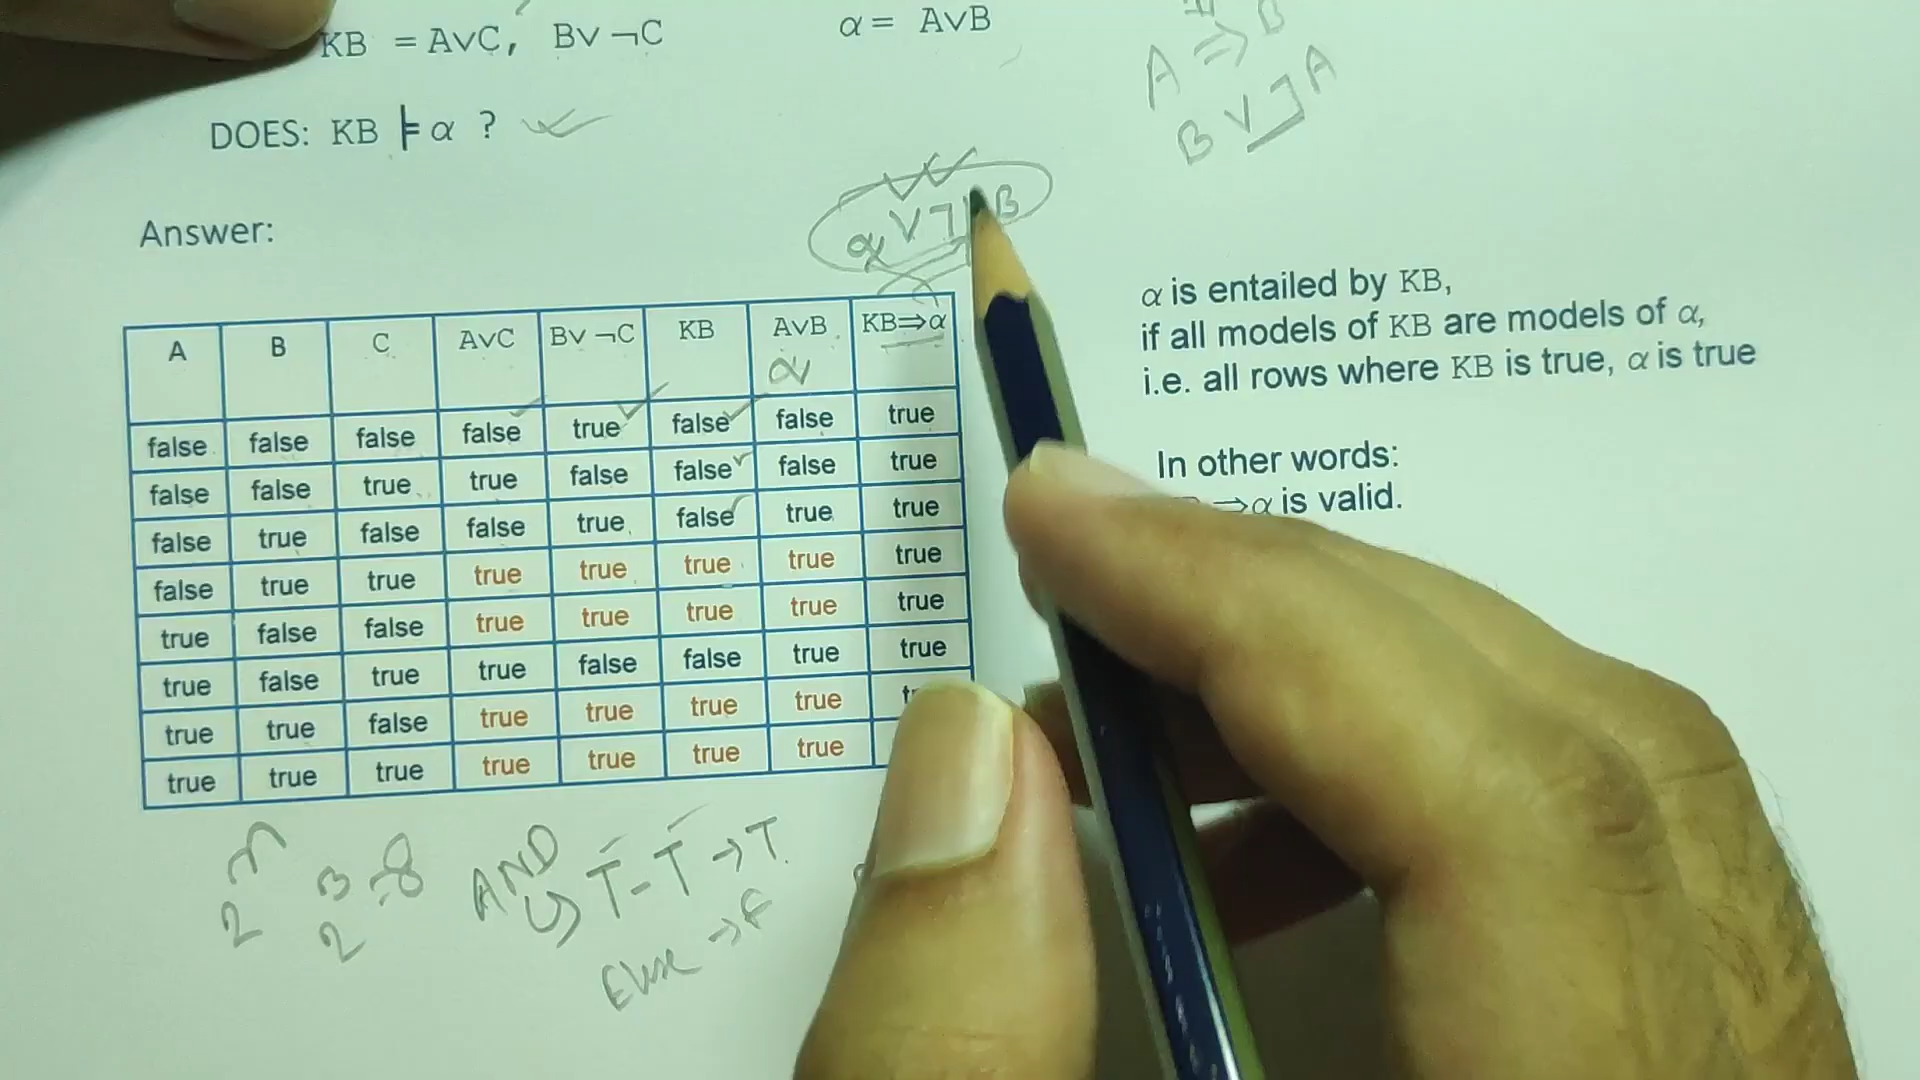 KB = A∨C, B∨¬C α = A∨B
A ⇒ B
B ∨ ¬A
DOES: KB ⊨ α ?
α ∨ ¬KB
Answer:
A B C A∨C B∨¬C KB A∨B KB⇒α
α
false false false false true false false true
false false true true false false false true
false true false false true false true true
false true true true true true true true
true false false true true true true true
true false true true false false true true
true true false true true true true
true true true true true true true
α is entailed by KB,
if all models of KB are models of α,
i.e. all rows where KB is true, α is true
In other words:
⇒α is valid.
2ⁿ 2³=8
AND
↳ T-T→T
Else →F